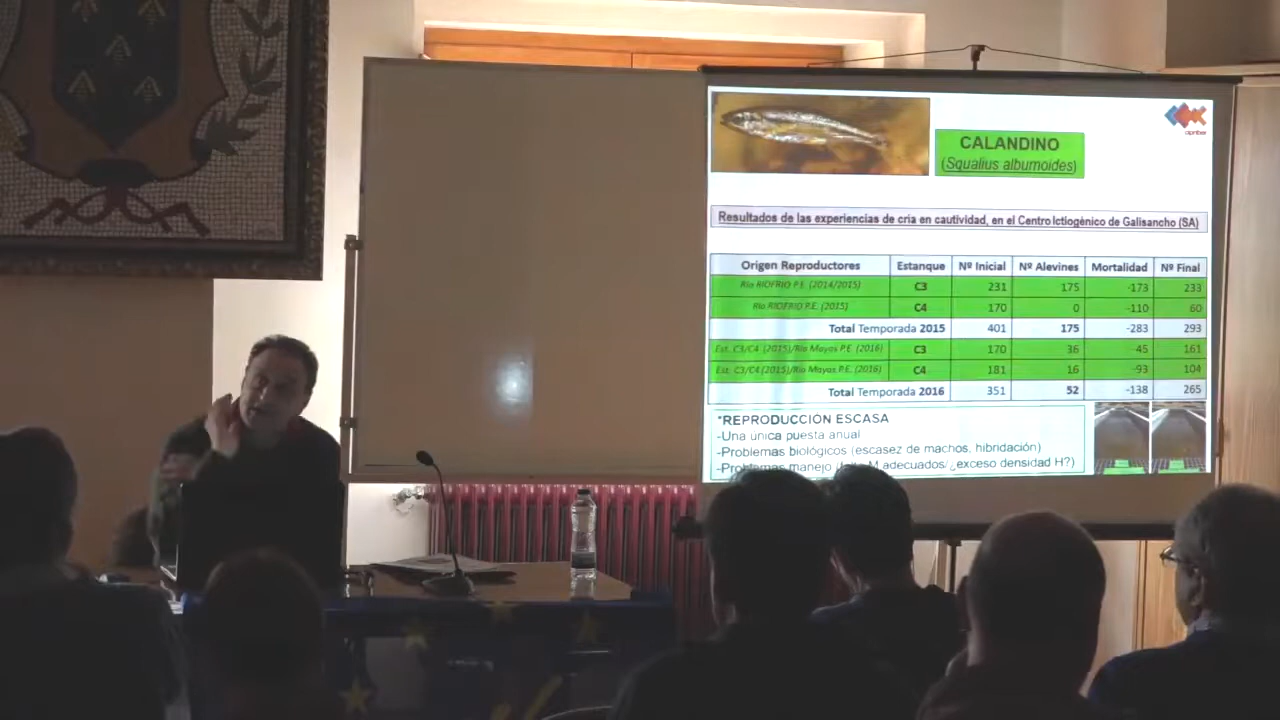 CALANDINO
(Squalius alburnoides)
Resultados de las experiencias de cria en cautividad, en el Centro Ictiogénico de Galisancho (SA)
Origen Reproductores Estanque Nº Inicial Nº Alevines Mortalidad Nº Final
Río RIOFRIO P.E. (2014/2015) C3 231 175 -173 233
Río RIOFRIO P.E. (2015) C4 170 0 -110 60
Total Temporada 2015 401 175 -283 293
Est. C3/C4 (2015)/Río Mayas P.E. (2016) C3 170 36 -45 161
Est. C3/C4 (2015)/Río Mayas P.E. (2016) C4 181 16 -93 104
Total Temporada 2016 351 52 -138 265
*REPRODUCCIÓN ESCASA
-Una única puesta anual
-Problemas biológicos (escasez de machos, hibridación)
-Problemas manejo M adecuados/¿exceso densidad H?)